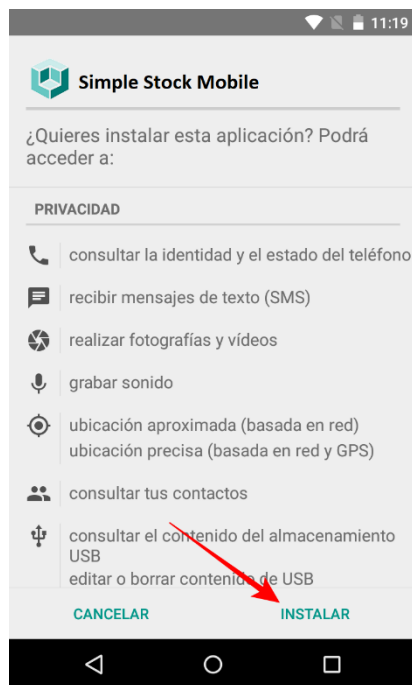 11:19
Simple Stock Mobile
¿Quieres instalar esta aplicación? Podrá
acceder a:
PRIVACIDAD
consultar la identidad y el estado del teléfono
recibir mensajes de texto (SMS)
realizar fotografías y vídeos
grabar sonido
ubicación aproximada (basada en red)
ubicación precisa (basada en red y GPS)
consultar tus contactos
consultar el contenido del almacenamiento
USB
editar o borrar contenido de USB
CANCELAR
INSTALAR